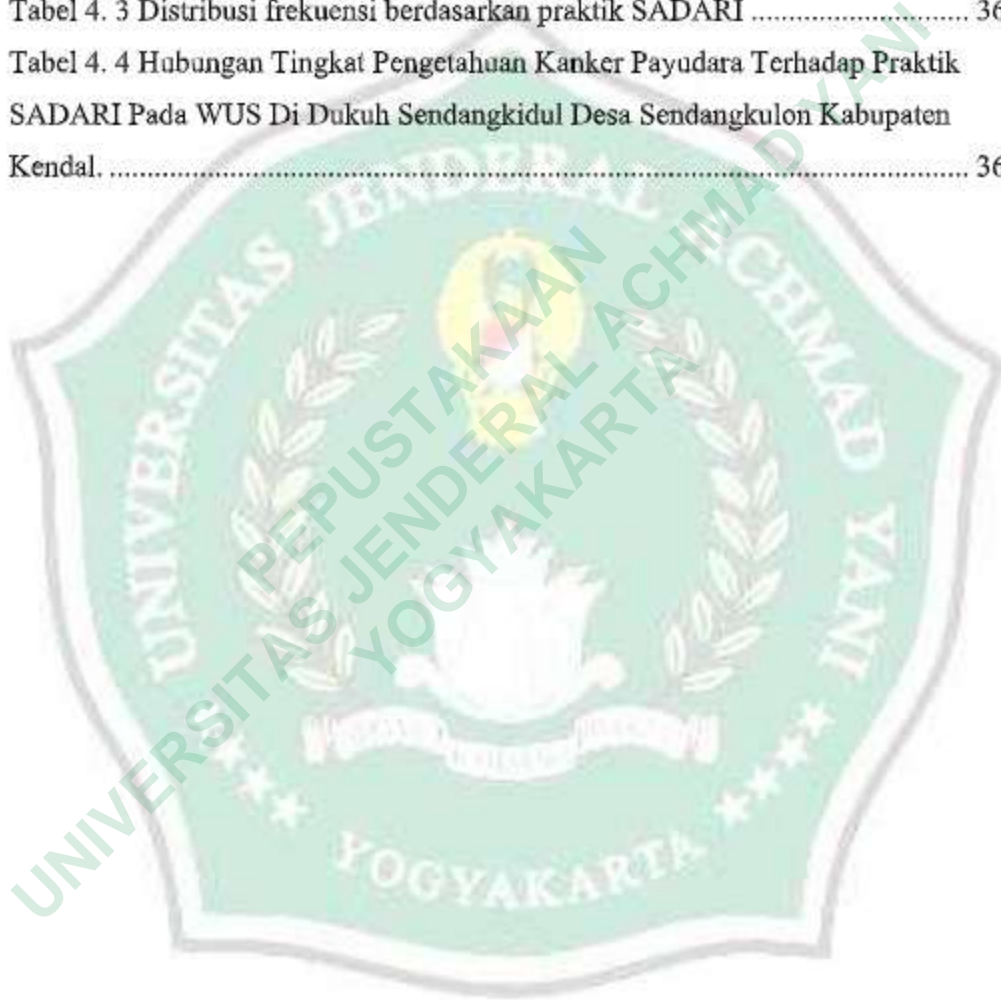 Tabel 4. 3 Distribusi frekuensi berdasarkan praktik SADARI ............................. 36
Tabel 4. 4 Hubungan Tingkat Pengetahuan Kanker Payudara Terhadap Praktik
SADARI Pada WUS Di Dukuh Sendangkidul Desa Sendangkulon Kabupaten
Kendal. ................................................................................................... 36
UNIVERSITAS JENDERAL ACHMAD YANI
YOGYAKARTA
PEPUSTAKAAN
UNIVERSITAS JENDERAL ACHMAD YANI
YOGYAKARTA